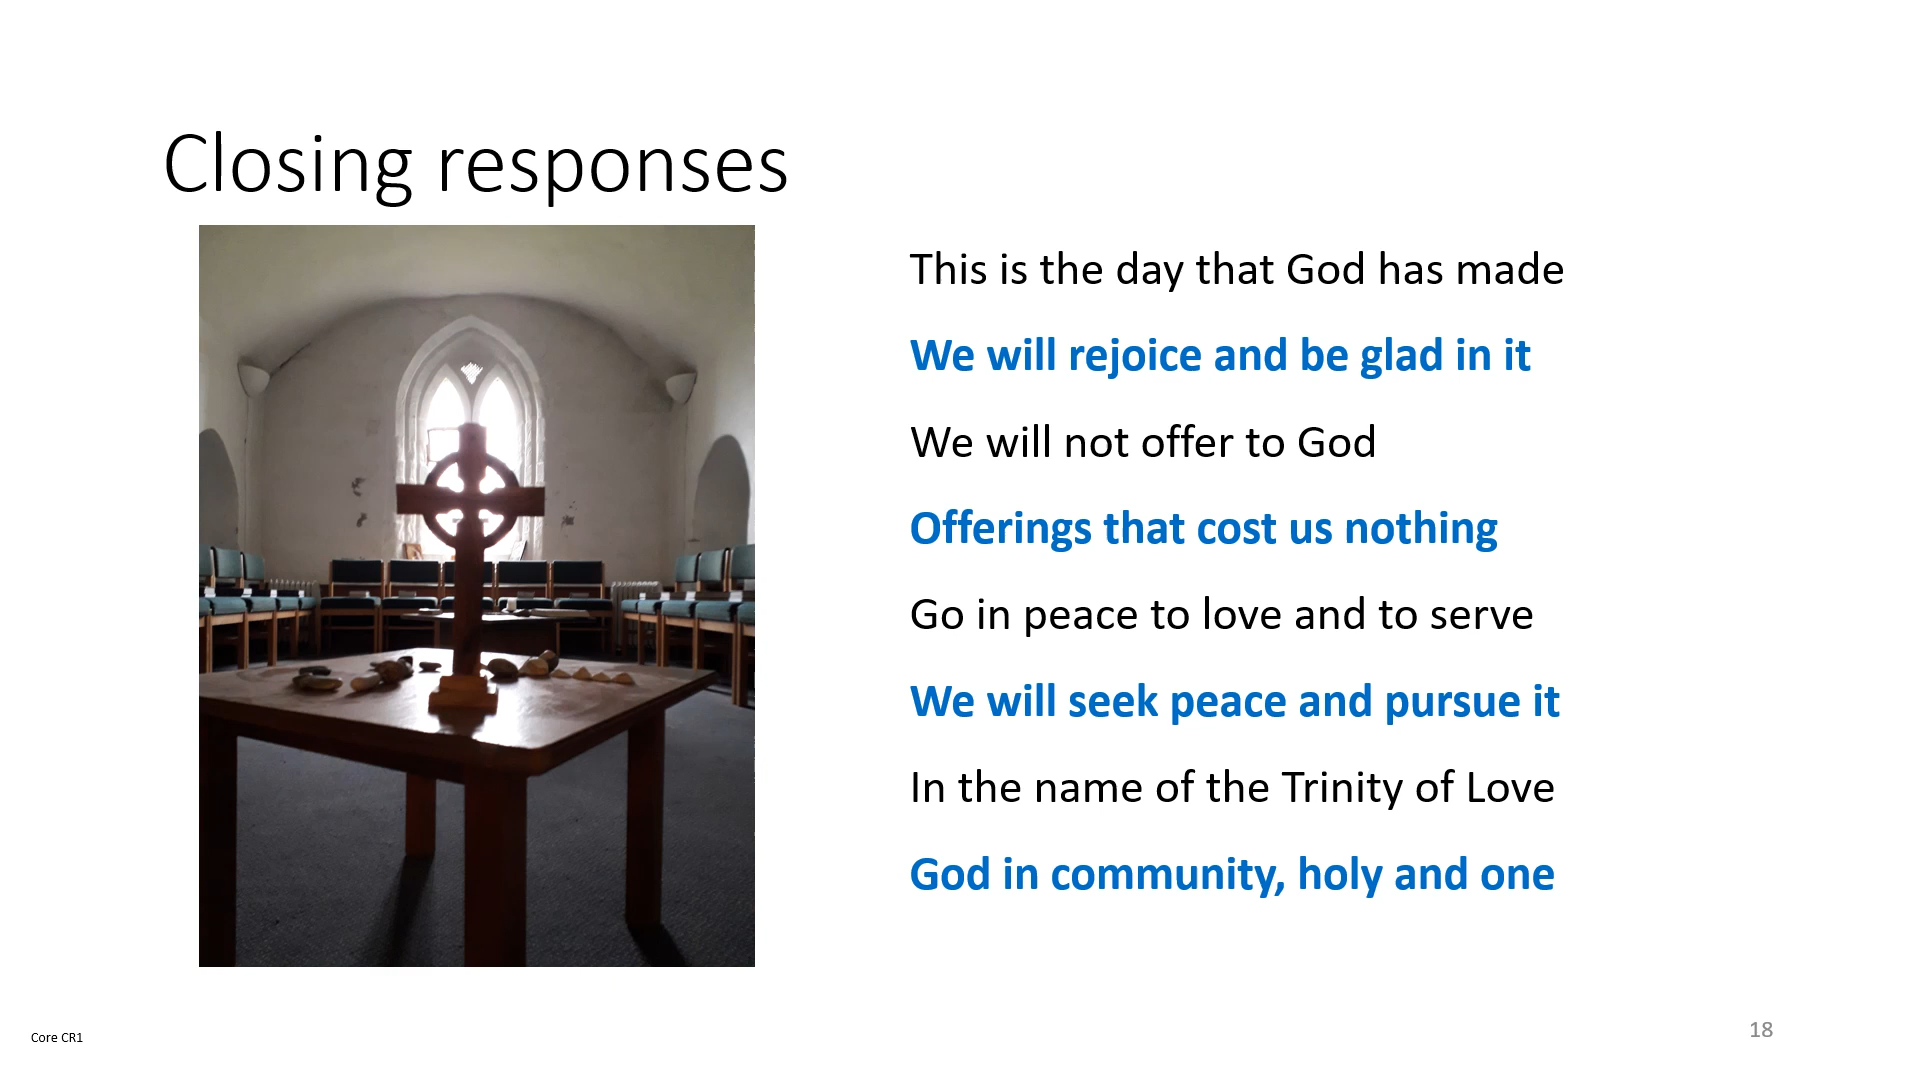 Closing responses
This is the day that God has made
We will rejoice and be glad in it
We will not offer to God
Offerings that cost us nothing
Go in peace to love and to serve
We will seek peace and pursue it
In the name of the Trinity of Love
God in community, holy and one
Core CR1
18